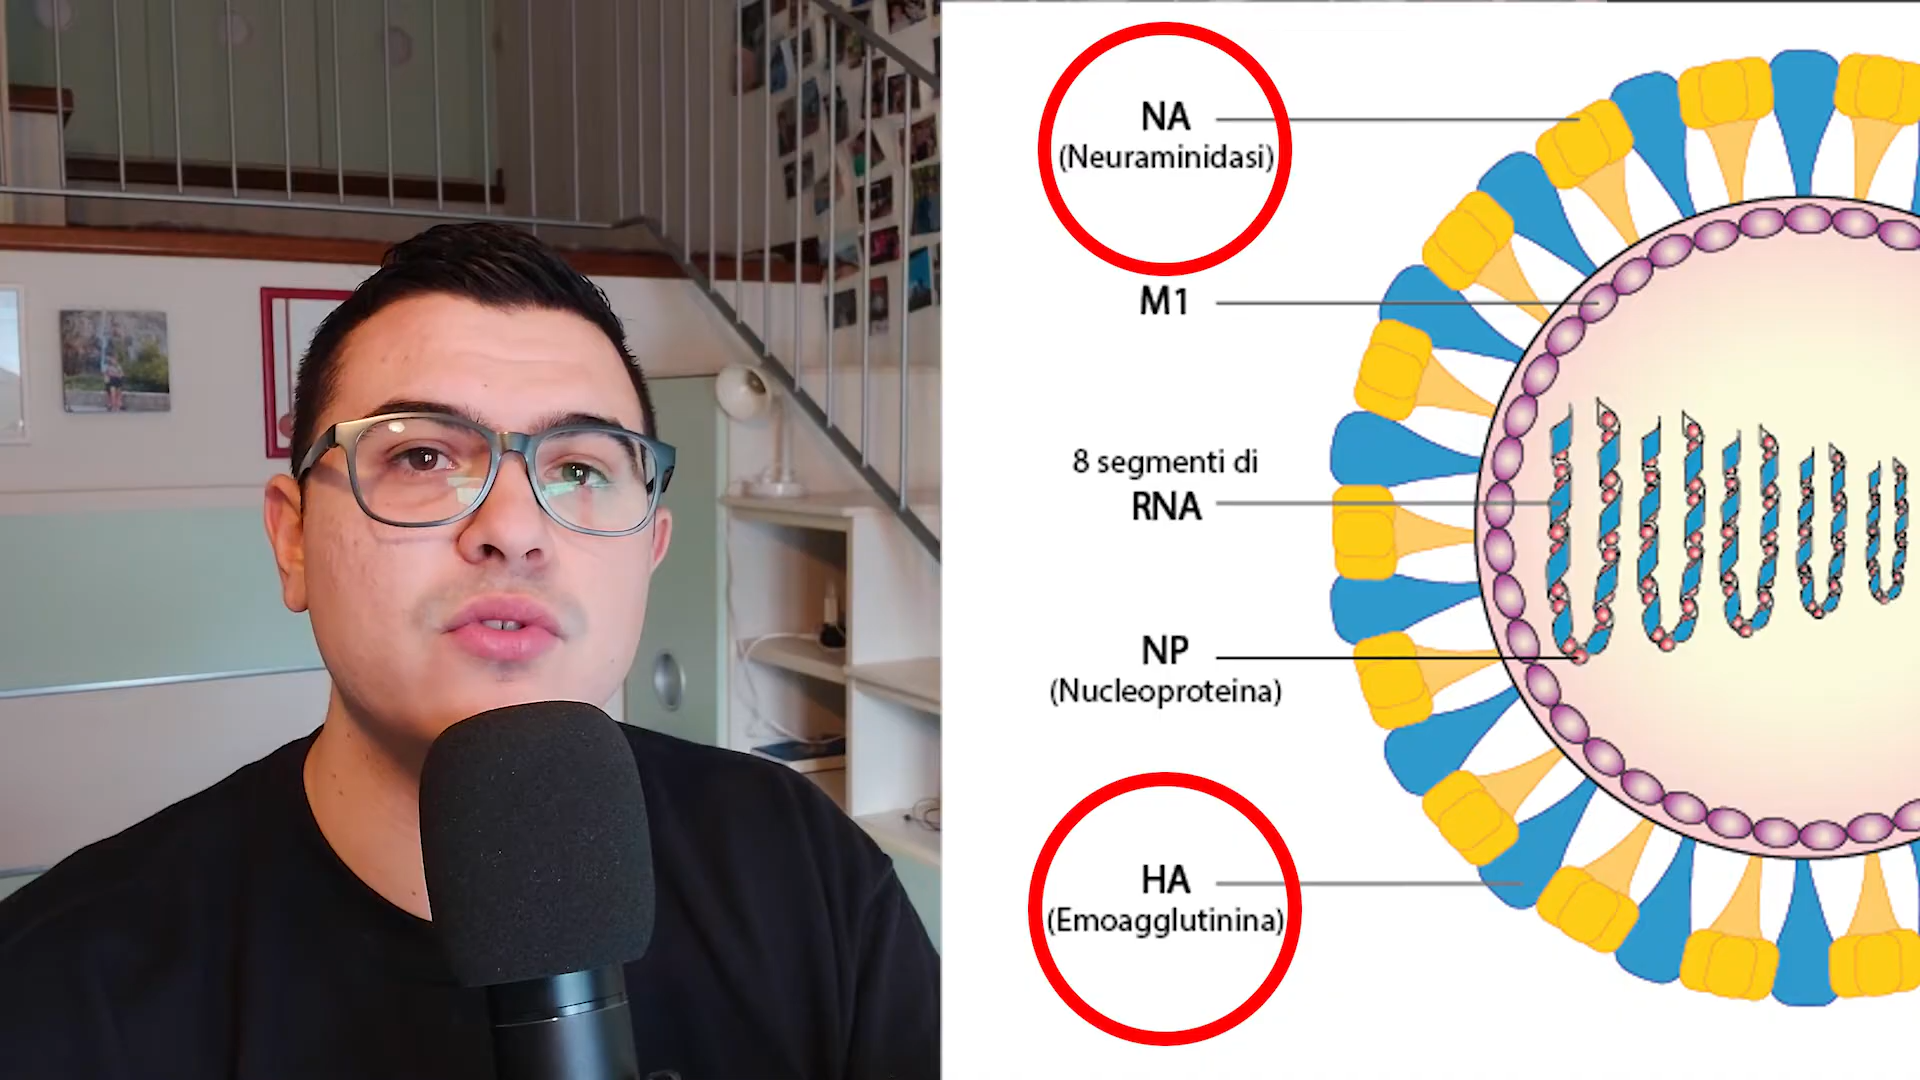 NA
(Neuraminidasi)
M1
8 segmenti di
RNA
NP
(Nucleoproteina)
HA
(Emoagglutinina)